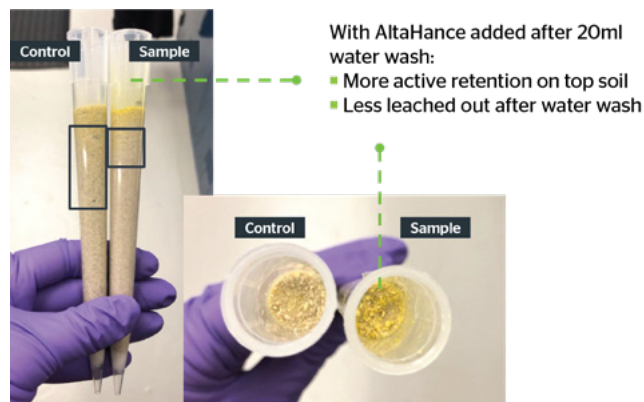 Control
Sample
With AltaHance added after 20ml
water wash:
▪ More active retention on top soil
▪ Less leached out after water wash
Control
Sample